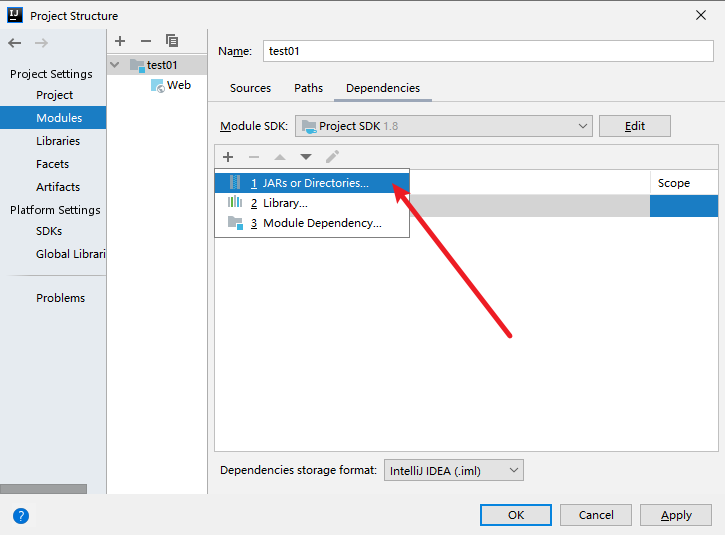 Project Structure
Name: test01
Project Settings
Project
Modules
Libraries
Facets
Artifacts
Platform Settings
SDKs
Global Librari
Problems
test01
Web
Sources Paths Dependencies
Module SDK: Project SDK 1.8 Edit
Scope
1 JARs or Directories...
2 Library...
3 Module Dependency...
Dependencies storage format: IntelliJ IDEA (.iml)
? OK Cancel Apply